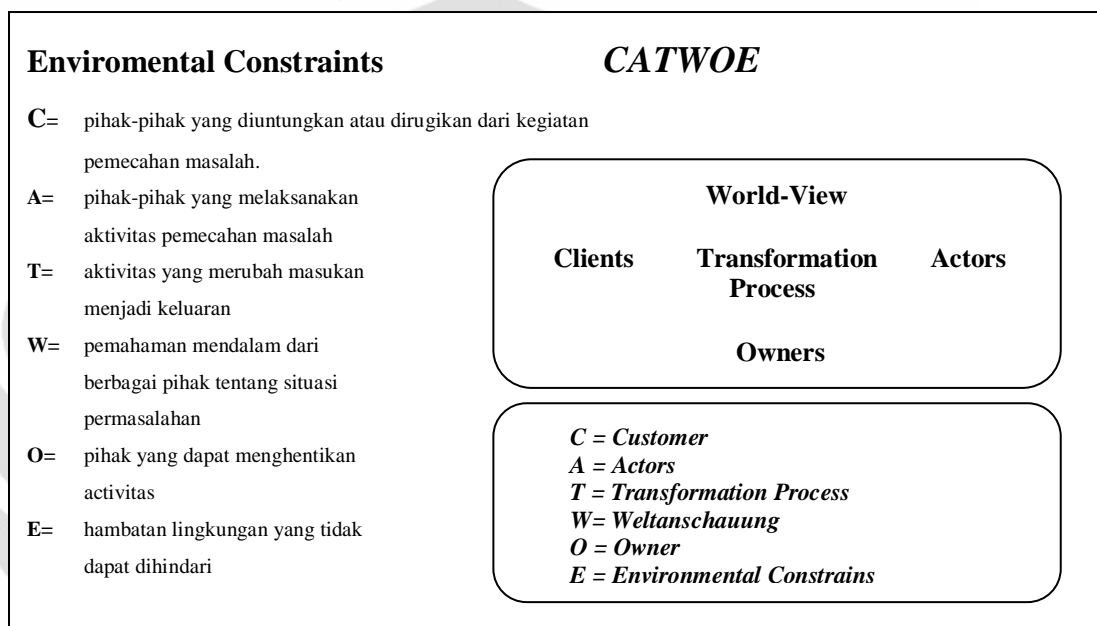 Enviromental Constraints CATWOE
C= pihak-pihak yang diuntungkan atau dirugikan dari kegiatan
pemecahan masalah.
A= pihak-pihak yang melaksanakan
aktivitas pemecahan masalah
T= aktivitas yang merubah masukan
menjadi keluaran
W= pemahaman mendalam dari
berbagai pihak tentang situasi
permasalahan
O= pihak yang dapat menghentikan
activitas
E= hambatan lingkungan yang tidak
dapat dihindari
World-View
Clients Transformation Actors
Process
Owners
C = Customer
A = Actors
T = Transformation Process
W= Weltanschauung
O = Owner
E = Environmental Constrains